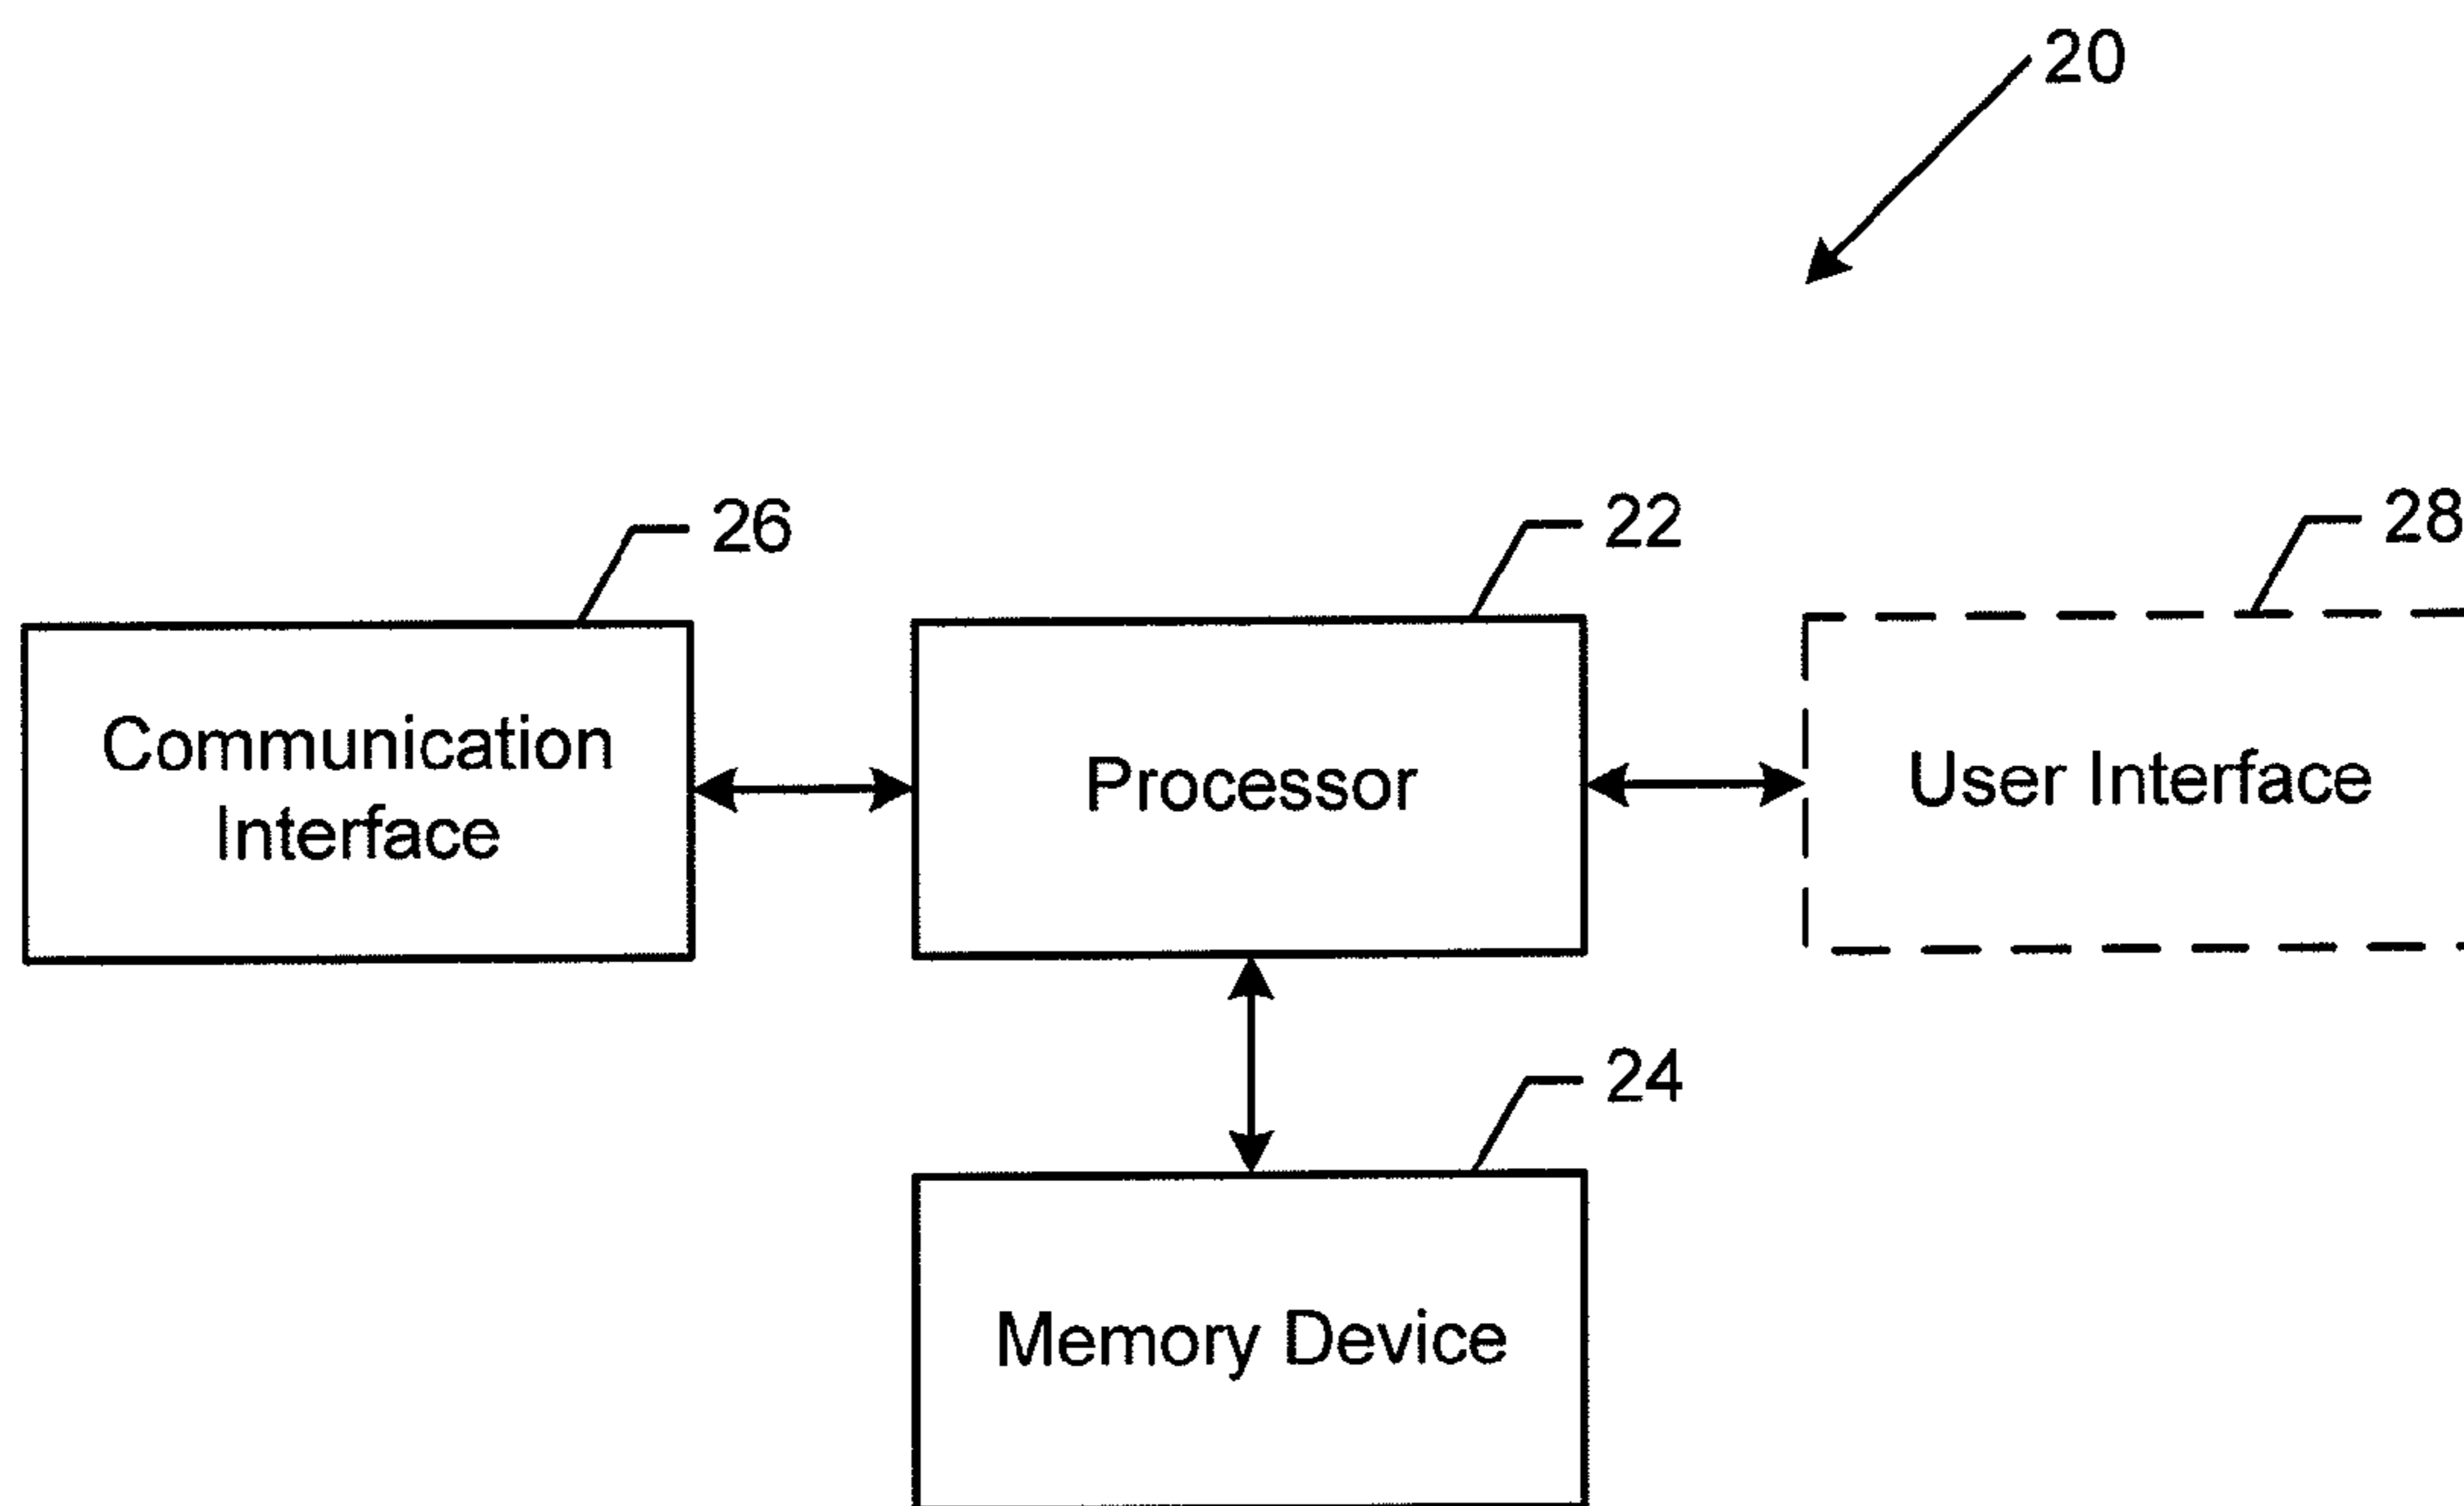 20
26
22
28
Communication
Interface
Processor
User Interface
24
Memory Device